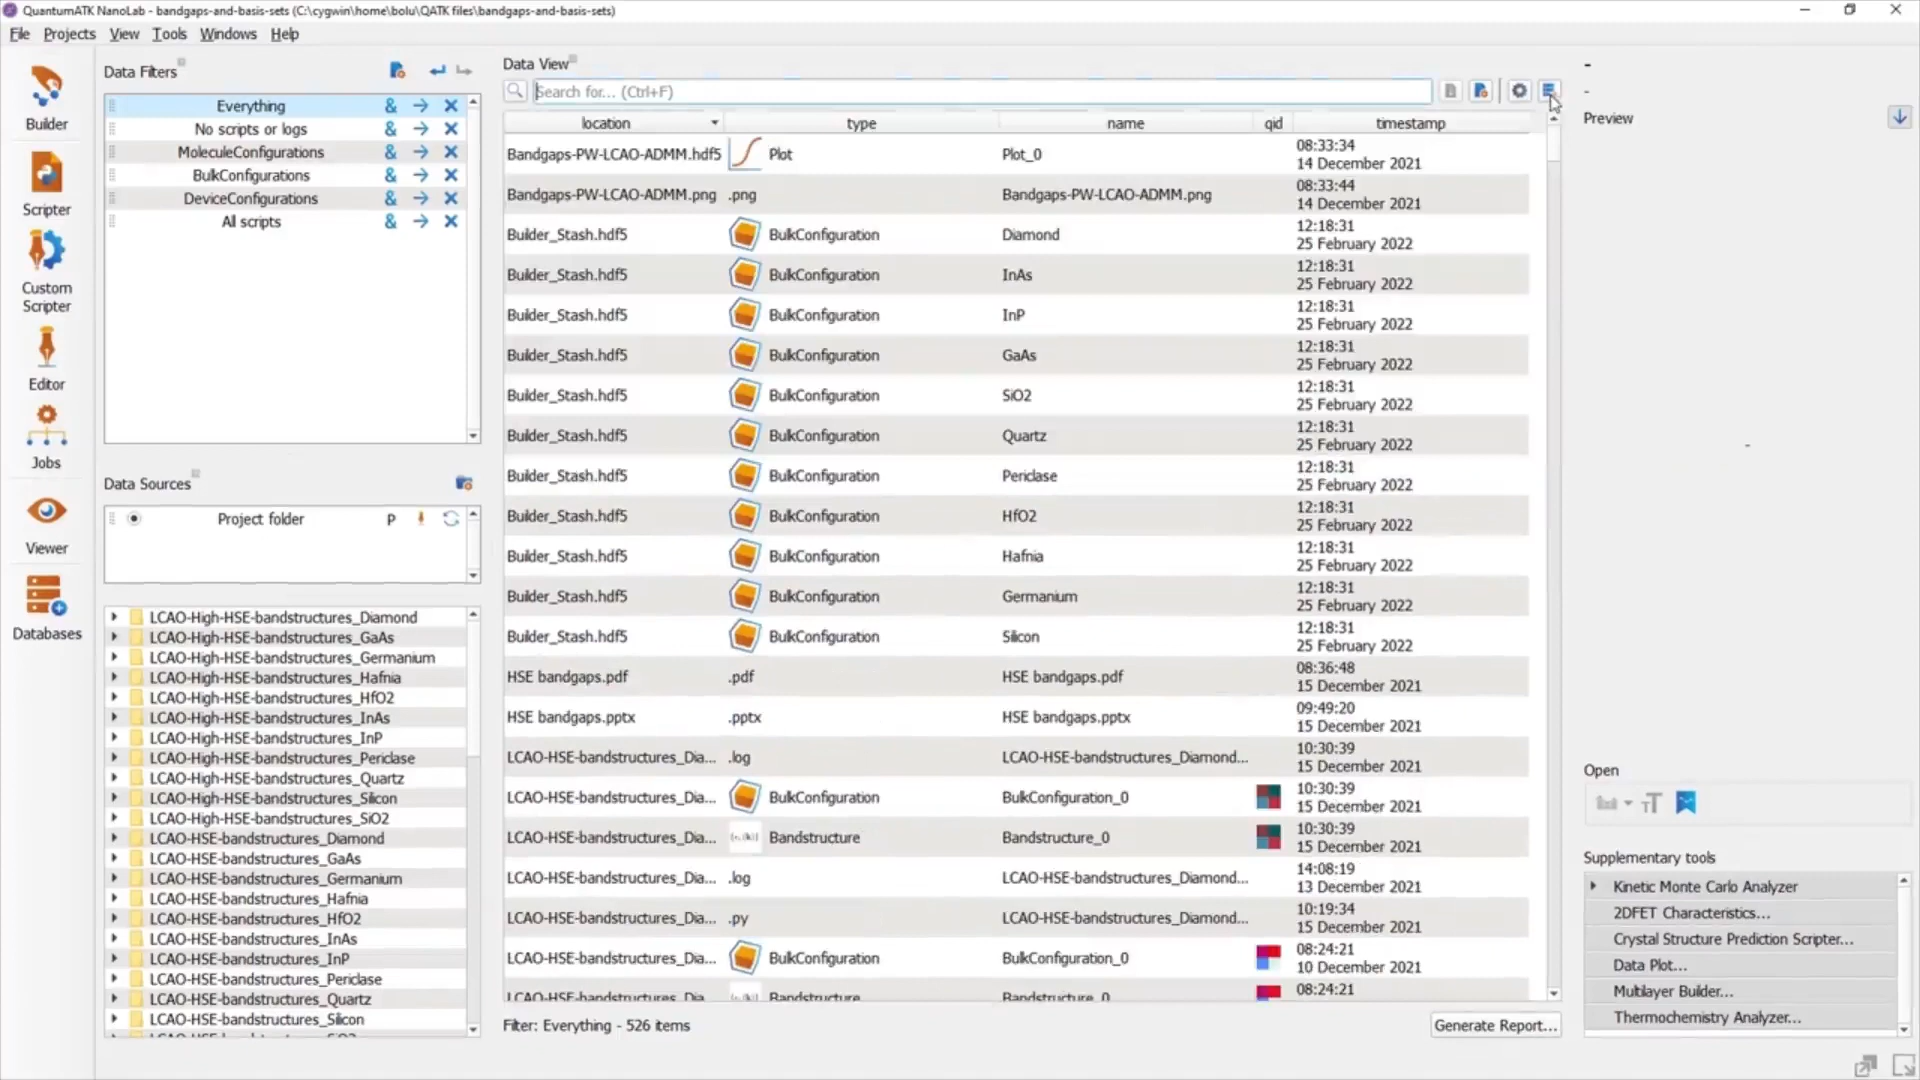 QuantumATK NanoLab - bandgaps-and-basis-sets (C:\cygwin\home\bolu\QATK files\bandgaps-and-basis-sets)
File Projects View Tools Windows Help
Builder
Scripter
Custom
Scripter
Editor
Jobs
Viewer
Databases
Data Filters
Everything &
No scripts or logs &
MoleculeConfigurations &
BulkConfigurations &
DeviceConfigurations &
All scripts &
Data Sources
Project folder P
LCAO-High-HSE-bandstructures_Diamond
LCAO-High-HSE-bandstructures_GaAs
LCAO-High-HSE-bandstructures_Germanium
LCAO-High-HSE-bandstructures_Hafnia
LCAO-High-HSE-bandstructures_HfO2
LCAO-High-HSE-bandstructures_InAs
LCAO-High-HSE-bandstructures_InP
LCAO-High-HSE-bandstructures_Periclase
LCAO-High-HSE-bandstructures_Quartz
LCAO-High-HSE-bandstructures_Silicon
LCAO-High-HSE-bandstructures_SiO2
LCAO-HSE-bandstructures_Diamond
LCAO-HSE-bandstructures_GaAs
LCAO-HSE-bandstructures_Germanium
LCAO-HSE-bandstructures_Hafnia
LCAO-HSE-bandstructures_HfO2
LCAO-HSE-bandstructures_InAs
LCAO-HSE-bandstructures_InP
LCAO-HSE-bandstructures_Periclase
LCAO-HSE-bandstructures_Quartz
LCAO-HSE-bandstructures_Silicon
Data View
Search for... (Ctrl+F)
location type name qid timestamp
Bandgaps-PW-LCAO-ADMM.hdf5 Plot Plot_0 08:33:34
14 December 2021
Bandgaps-PW-LCAO-ADMM.png .png Bandgaps-PW-LCAO-ADMM.png 08:33:44
14 December 2021
Builder_Stash.hdf5 BulkConfiguration Diamond 12:18:31
25 February 2022
Builder_Stash.hdf5 BulkConfiguration InAs 12:18:31
25 February 2022
Builder_Stash.hdf5 BulkConfiguration InP 12:18:31
25 February 2022
Builder_Stash.hdf5 BulkConfiguration GaAs 12:18:31
25 February 2022
Builder_Stash.hdf5 BulkConfiguration SiO2 12:18:31
25 February 2022
Builder_Stash.hdf5 BulkConfiguration Quartz 12:18:31
25 February 2022
Builder_Stash.hdf5 BulkConfiguration Periclase 12:18:31
25 February 2022
Builder_Stash.hdf5 BulkConfiguration HfO2 12:18:31
25 February 2022
Builder_Stash.hdf5 BulkConfiguration Hafnia 12:18:31
25 February 2022
Builder_Stash.hdf5 BulkConfiguration Germanium 12:18:31
25 February 2022
Builder_Stash.hdf5 BulkConfiguration Silicon 12:18:31
25 February 2022
HSE bandgaps.pdf .pdf HSE bandgaps.pdf 08:36:48
15 December 2021
HSE bandgaps.pptx .pptx HSE bandgaps.pptx 09:49:20
15 December 2021
LCAO-HSE-bandstructures_Dia... .log LCAO-HSE-bandstructures_Diamond... 10:30:39
15 December 2021
LCAO-HSE-bandstructures_Dia... BulkConfiguration BulkConfiguration_0 10:30:39
15 December 2021
LCAO-HSE-bandstructures_Dia... Bandstructure Bandstructure_0 10:30:39
15 December 2021
LCAO-HSE-bandstructures_Dia... .log LCAO-HSE-bandstructures_Diamond... 14:08:19
13 December 2021
LCAO-HSE-bandstructures_Dia... .py LCAO-HSE-bandstructures_Diamond... 10:19:34
15 December 2021
LCAO-HSE-bandstructures_Dia... BulkConfiguration BulkConfiguration_0 08:24:21
10 December 2021
LCAO-HSE-bandstructures_Dia... Bandstructure Bandstructure_0 08:24:21
Filter: Everything - 526 items
Generate Report...
-
-
Preview
-
Open
Supplementary tools
Kinetic Monte Carlo Analyzer
2DFET Characteristics...
Crystal Structure Prediction Scripter...
Data Plot...
Multilayer Builder...
Thermochemistry Analyzer...